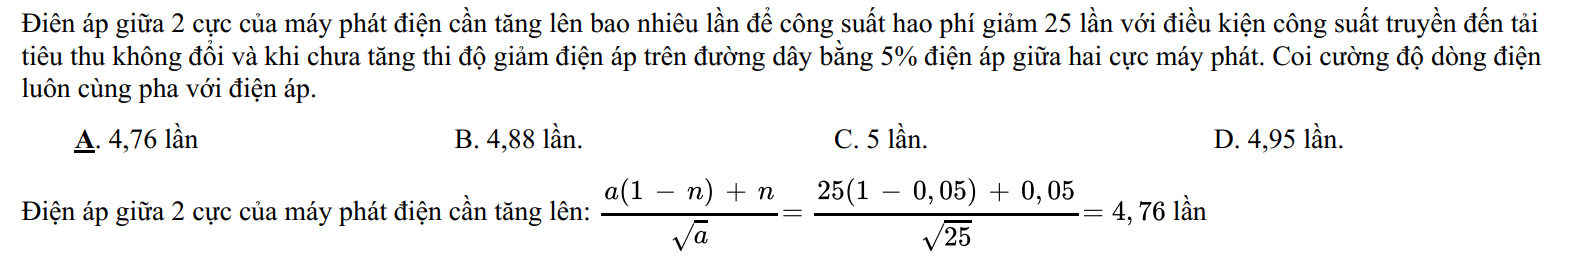 Điên áp giữa 2 cực của máy phát điện cần tăng lên bao nhiêu lần để công suất hao phí giảm 25 lần với điều kiện công suất truyền đến tải
tiêu thu không đổi và khi chưa tăng thi độ giảm điện áp trên đường dây bằng 5% điện áp giữa hai cực máy phát. Coi cường độ dòng điện
luôn cùng pha với điện áp.
A. 4,76 lần B. 4,88 lần. C. 5 lần. D. 4,95 lần.
Điện áp giữa 2 cực của máy phát điện cần tăng lên: \frac{a(1 - n) + n}{\sqrt{a}} = \frac{25(1 - 0,05) + 0,05}{\sqrt{25}} = 4,76 lần